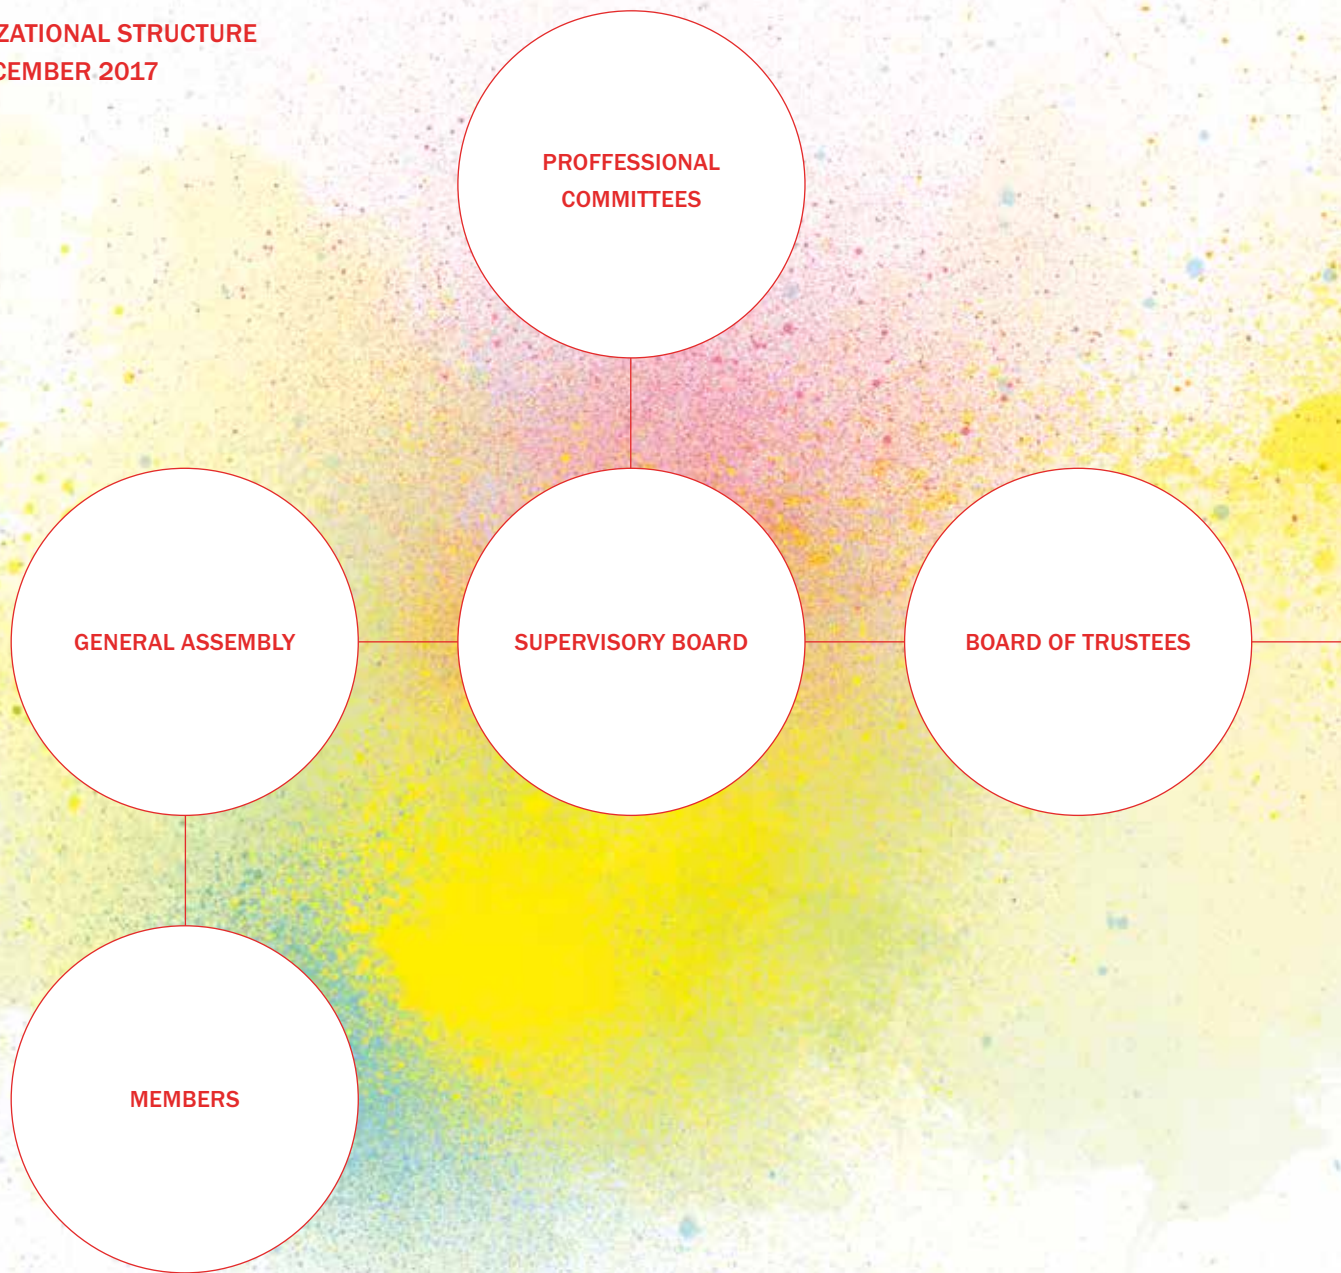 ZATIONAL STRUCTURE
CEMBER 2017
PROFFESSIONAL
COMMITTEES
GENERAL ASSEMBLY
SUPERVISORY BOARD
BOARD OF TRUSTEES
MEMBERS